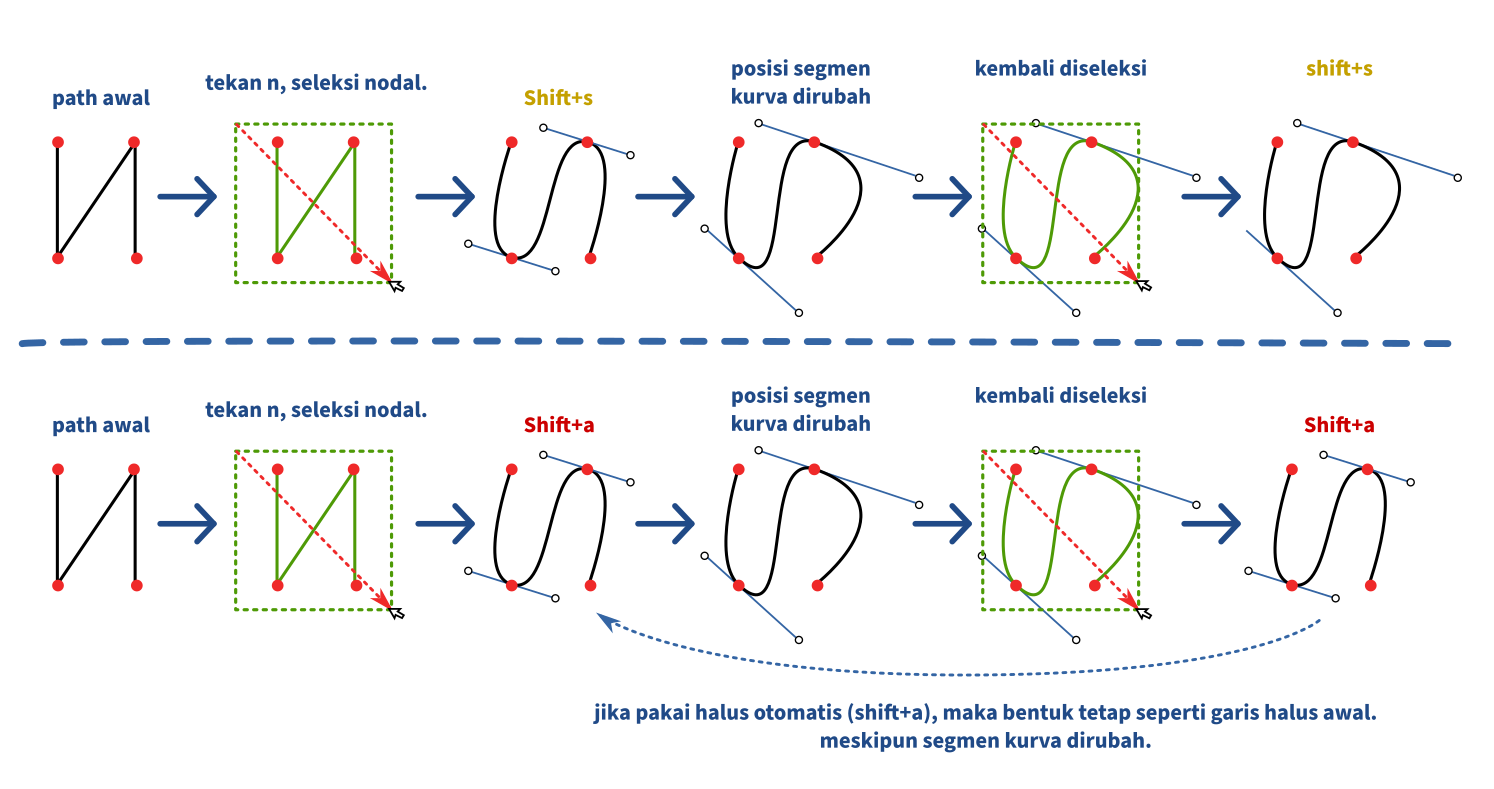 path awal
tekan n, seleksi nodal.
Shift+s
posisi segmen
kurva dirubah
kembali diseleksi
shift+s
path awal
tekan n, seleksi nodal.
Shift+a
posisi segmen
kurva dirubah
kembali diseleksi
Shift+a
jika pakai halus otomatis (shift+a), maka bentuk tetap seperti garis halus awal.
meskipun segmen kurva dirubah.